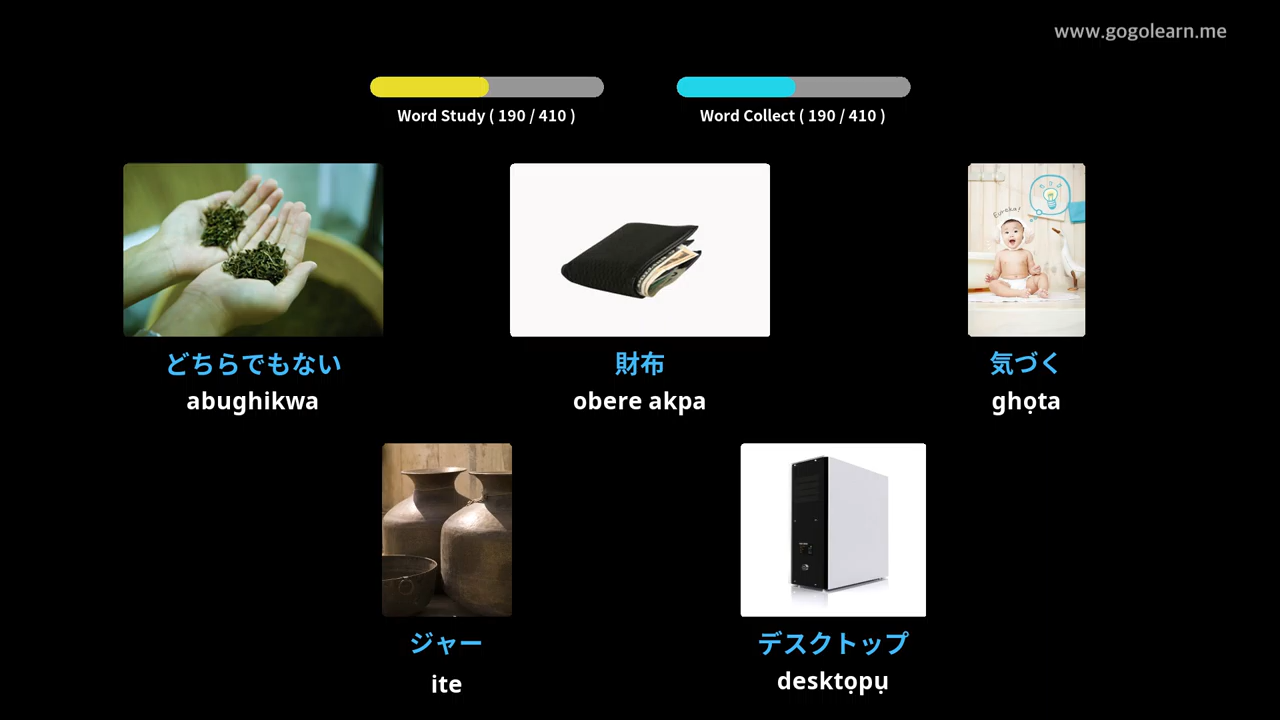 www.gogolearn.me
Word Study ( 190 / 410 )
Word Collect ( 190 / 410 )
Eureka!
どちらでもない
abughikwa
財布
obere akpa
気づく
ghọta
ジャー
ite
デスクトップ
desktọpụ